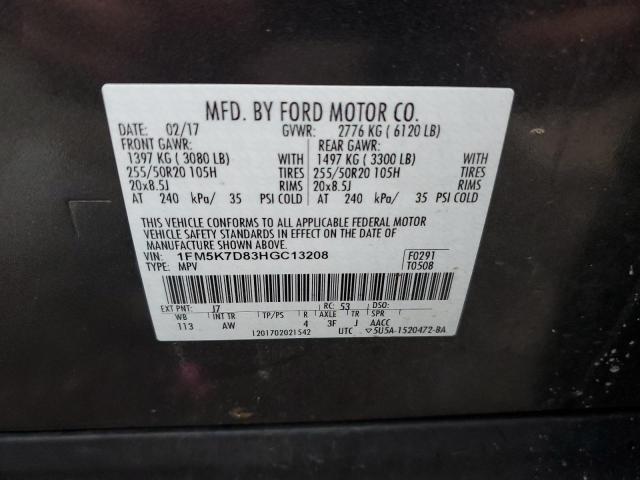 MFD. BY FORD MOTOR CO.
DATE: 02/17 GVWR: 2776 KG ( 6120 LB)
FRONT GAWR: REAR GAWR:
1397 KG ( 3080 LB) WITH 1497 KG ( 3300 LB) WITH
255/50R20 105H TIRES 255/50R20 105H TIRES
20x8.5J RIMS 20x8.5J RIMS
AT 240 kPa/ 35 PSI COLD AT 240 kPa/ 35 PSI COLD
THIS VEHICLE CONFORMS TO ALL APPLICABLE FEDERAL MOTOR
VEHICLE SAFETY STANDARDS IN EFFECT ON THE DATE OF
MANUFACTURE SHOWN ABOVE.
VIN: 1FM5K7D83HGC13208 F0291
TYPE: MPV T0508
EXT PNT: J7 RC: 53 DSO:
WB INT TR TP/PS R AXLE TR SPR
113 AW 4 3F J AACC
1201702021542 UTC ▽5U5A-1520472-BA